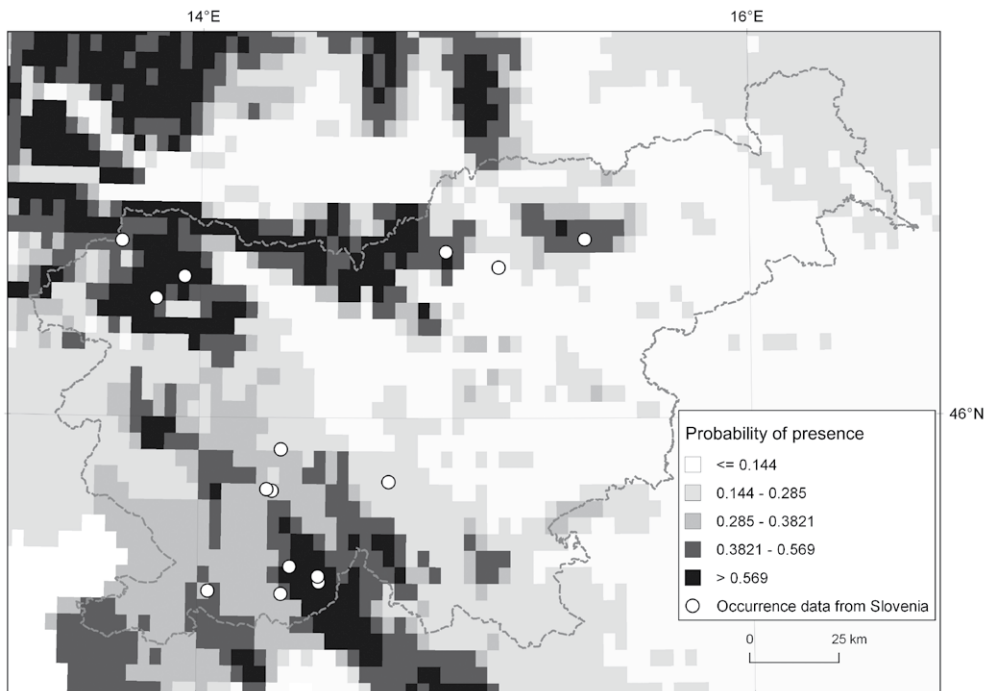 14°E 16°E
46°N
Probability of presence
<= 0.144
0.144 - 0.285
0.285 - 0.3821
0.3821 - 0.569
> 0.569
Occurrence data from Slovenia
0 25 km